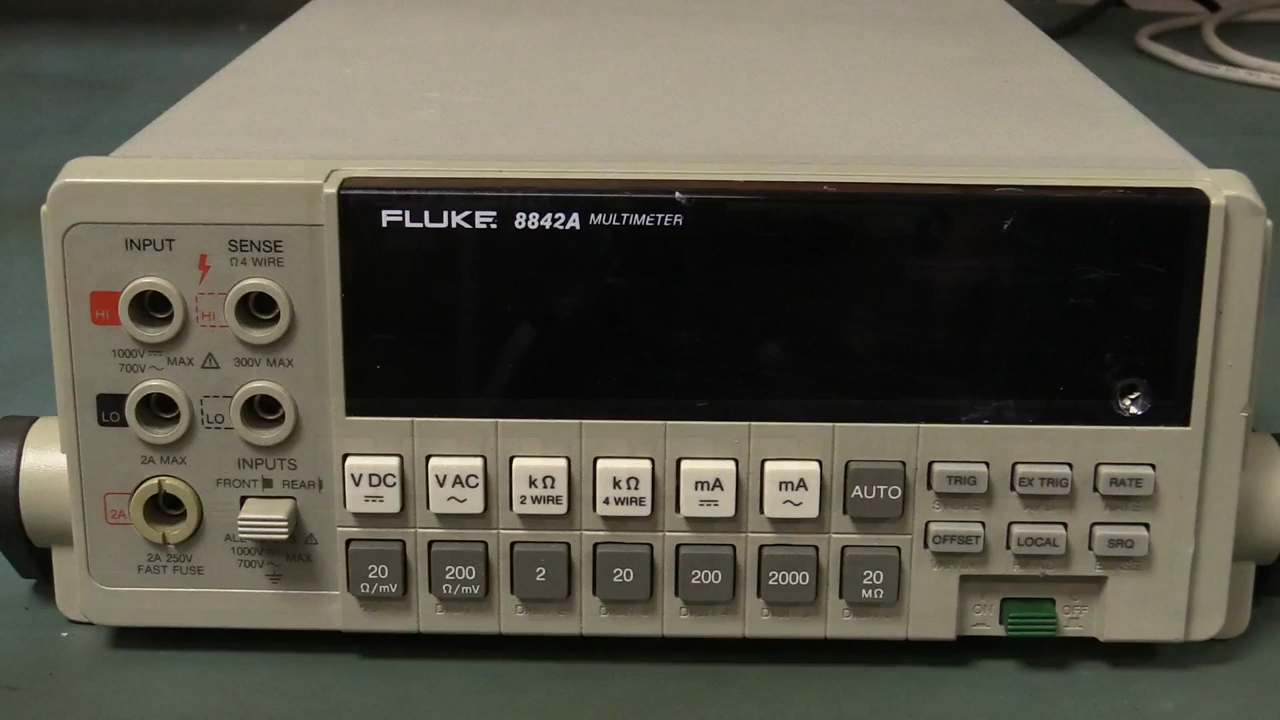 FLUKE 8842A MULTIMETER
INPUT
SENSE
Ω 4 WIRE
HI
HI
1000V
700V
MAX
300V MAX
LO
LO
2A MAX
INPUTS
FRONT REAR
2A
1000V
700V
MAX
2A 250V
FAST FUSE
V DC
V AC
kΩ
2 WIRE
kΩ
4 WIRE
mA
mA
AUTO
TRIG
EX TRIG
RATE
20
Ω/mV
200
Ω/mV
2
20
200
2000
20
MΩ
OFFSET
LOCAL
SRQ
ON
OFF